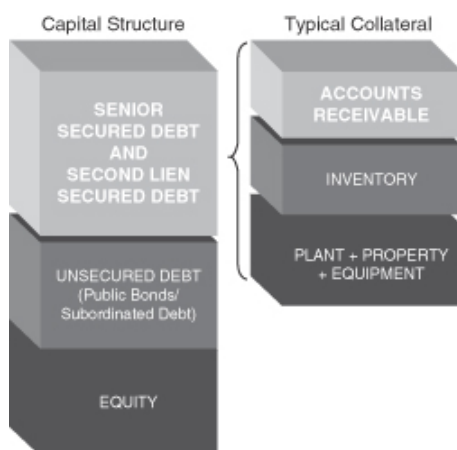 Capital Structure
SENIOR
SECURED DEBT
AND
SECOND LIEN
SECURED DEBT
UNSECURED DEBT
(Public Bonds/
Subordinated Debt)
EQUITY
Typical Collateral
ACCOUNTS
RECEIVABLE
INVENTORY
PLANT + PROPERTY
+ EQUIPMENT